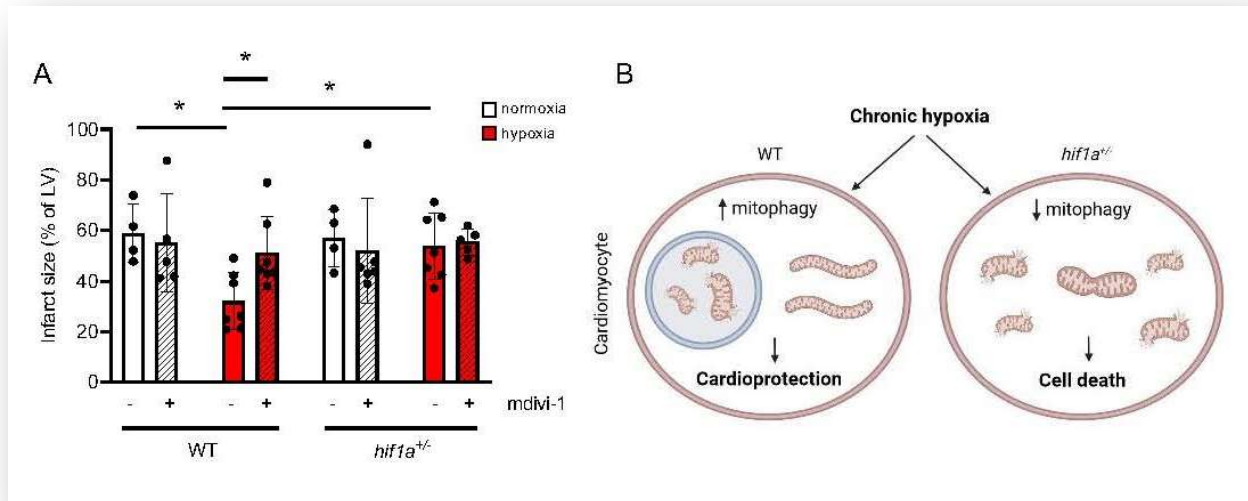 A
*
*
*
normoxia
hypoxia
Infarct size (% of LV)
100
80
60
40
20
0
- + - + - + - + mdivi-1
WT hif1a+/-
B
Chronic hypoxia
WT hif1a+/-
Cardiomyocyte
↑ mitophagy ↓ mitophagy
Cardioprotection Cell death